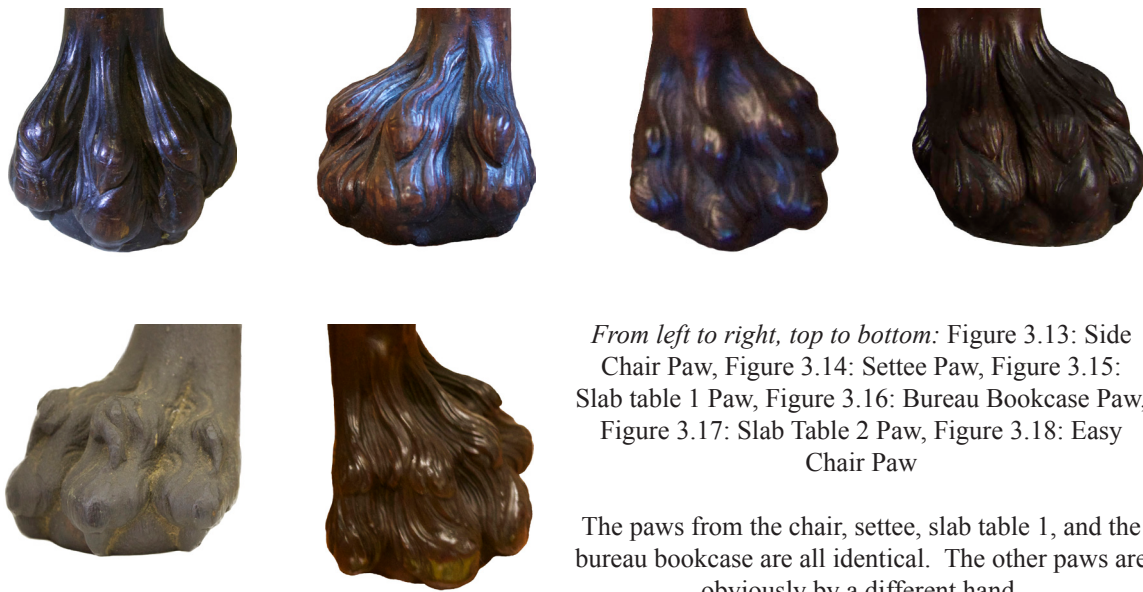 From left to right, top to bottom: Figure 3.13: Side
Chair Paw, Figure 3.14: Settee Paw, Figure 3.15:
Slab table 1 Paw, Figure 3.16: Bureau Bookcase Paw,
Figure 3.17: Slab Table 2 Paw, Figure 3.18: Easy
Chair Paw
The paws from the chair, settee, slab table 1, and the
bureau bookcase are all identical. The other paws are
obviously by a different hand